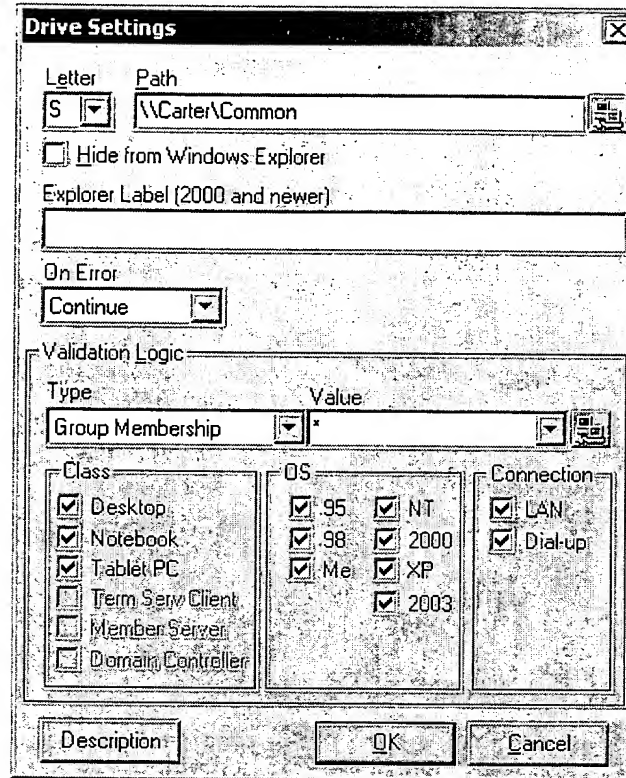 Drive Settings
Letter Path
S \\Carter\Common
Hide from Windows Explorer
Explorer Label (2000 and newer)
On Error
Continue
Validation Logic
Type Value
Group Membership *
Class OS Connection
Desktop 95 NT LAN
Notebook 98 2000 Dial-up
Tablet PC Me XP
Term Serv Client 2003
Member Server
Domain Controller
Description OK Cancel